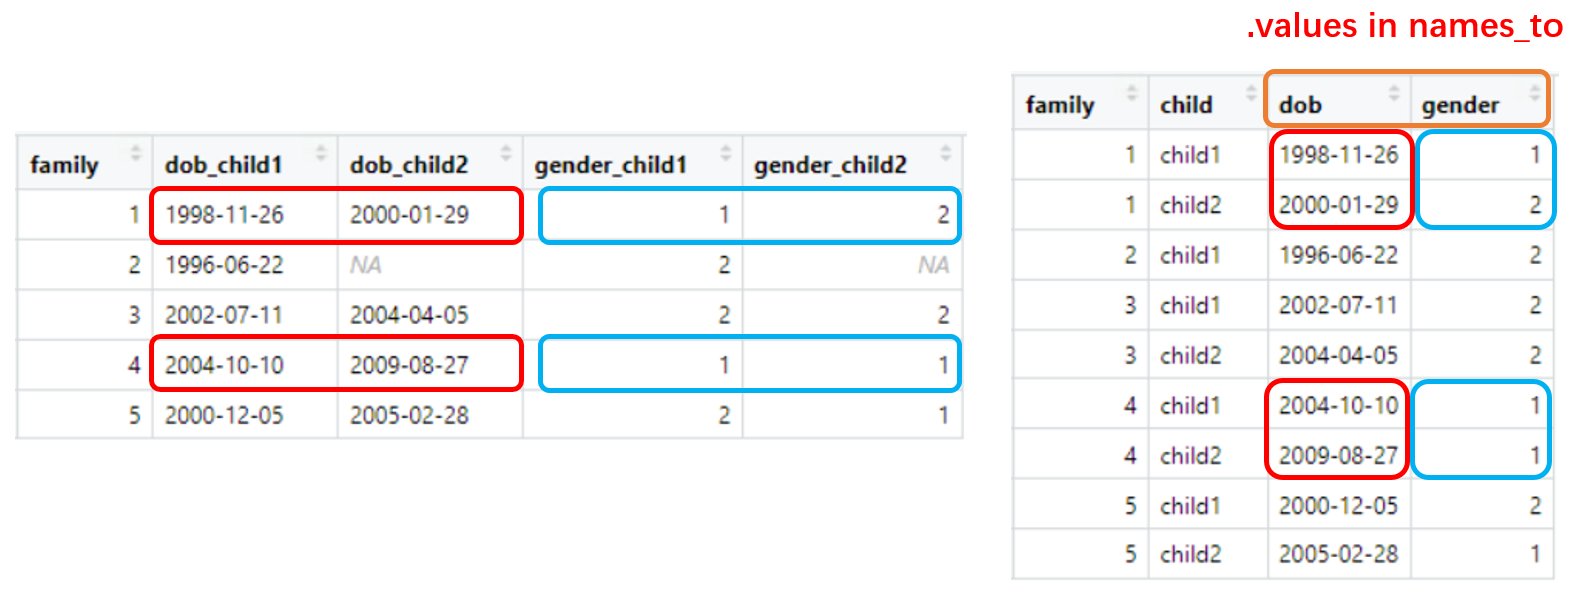 .values in names_to
family dob_child1 dob_child2 gender_child1 gender_child2
1 1998-11-26 2000-01-29 1 2
2 1996-06-22 NA 2 NA
3 2002-07-11 2004-04-05 2 2
4 2004-10-10 2009-08-27 1 1
5 2000-12-05 2005-02-28 2 1
family child dob gender
1 child1 1998-11-26 1
1 child2 2000-01-29 2
2 child1 1996-06-22 2
3 child1 2002-07-11 2
3 child2 2004-04-05 2
4 child1 2004-10-10 1
4 child2 2009-08-27 1
5 child1 2000-12-05 2
5 child2 2005-02-28 1